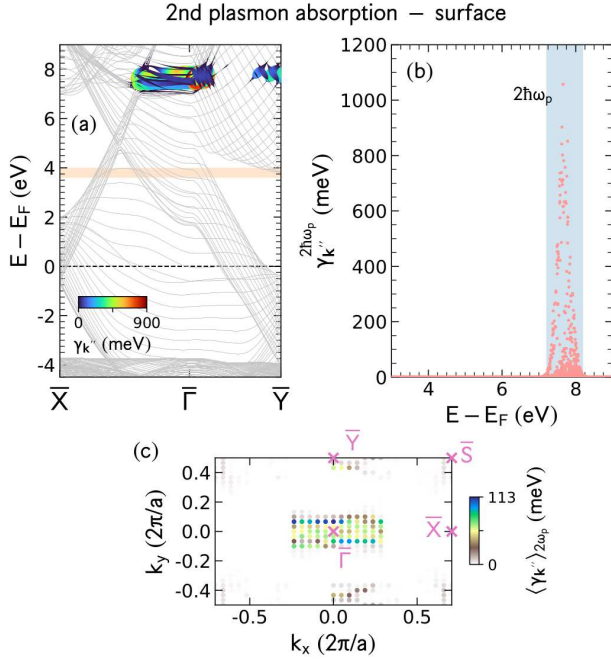 2nd plasmon absorption – surface
(a)
E – E_F (eV)
8
6
4
2
0
-2
-4
0
900
γ_k'' (meV)
X̅
Γ̅
Y̅
(b)
2ħω_p
γ_k''^{2ħω_p} (meV)
1200
1000
800
600
400
200
0
4
6
8
E – E_F (eV)
(c)
Y̅
S̅
X̅
Γ̅
k_y (2π/a)
0.4
0.2
0.0
-0.2
-0.4
-0.5
0.0
0.5
k_x (2π/a)
113
0
⟨γ_k''⟩_{2ω_p} (meV)